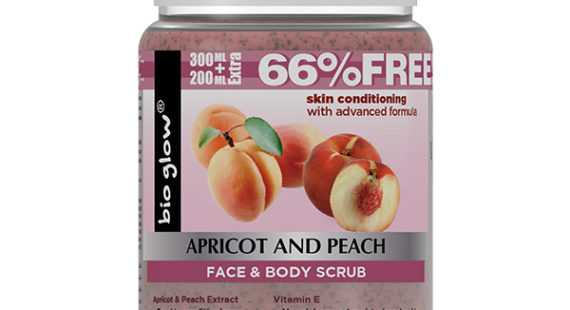 300ML
+
200ML
Extra
66%FREE
skin conditioning
with advanced formula
bio glow®
APRICOT AND PEACH
FACE & BODY SCRUB
Apricot & Peach Extract
Vitamin E